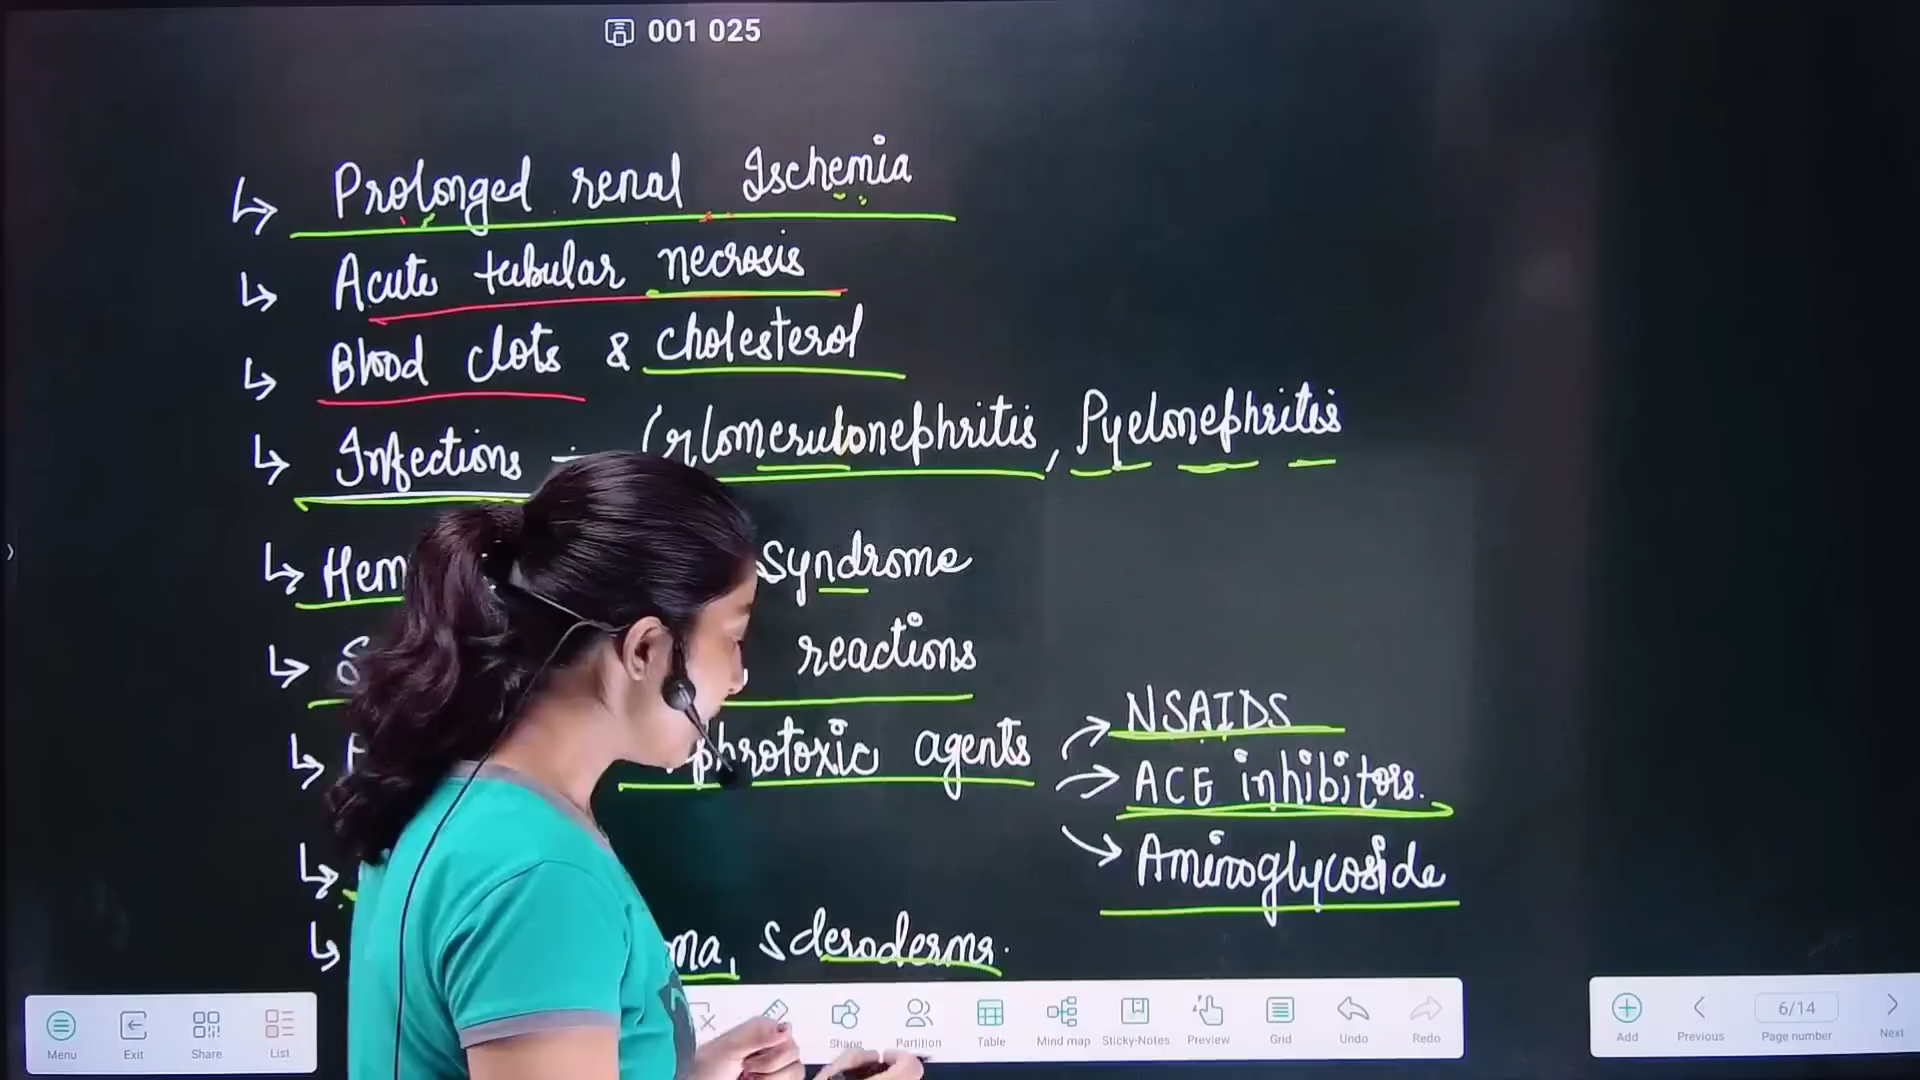 001 025
↳ Prolonged renal Ischemia
↳ Acute tubular necrosis
↳ Blood clots & cholesterol
↳ Infections - Glomerulonephritis, Pyelonephritis
↳ Hem Syndrome
↳ reactions
↳ phrotoxic agents
→ NSAIDS
→ ACE inhibitors.
→ Aminoglycoside
↳ ma, Scleroderma.
Menu Exit Share List Shape Partition Table Mind map Sticky-Notes Preview Grid Undo Redo Add Previous 6/14 Page number Next